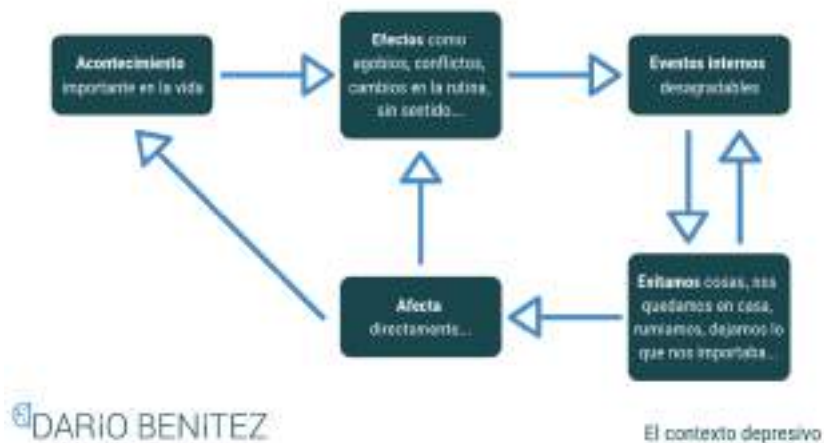 Acontecimiento
importante en la vida
Efectos como
agobios, conflictos,
cambios en la rutina,
sin sentido...
Eventos internos
desagradables
Evitamos cosas, nos
quedamos en casa,
rumiamos, dejamos lo
que nos importaba...
Afecta
directamente...
DARIO BENITEZ
El contexto depresivo